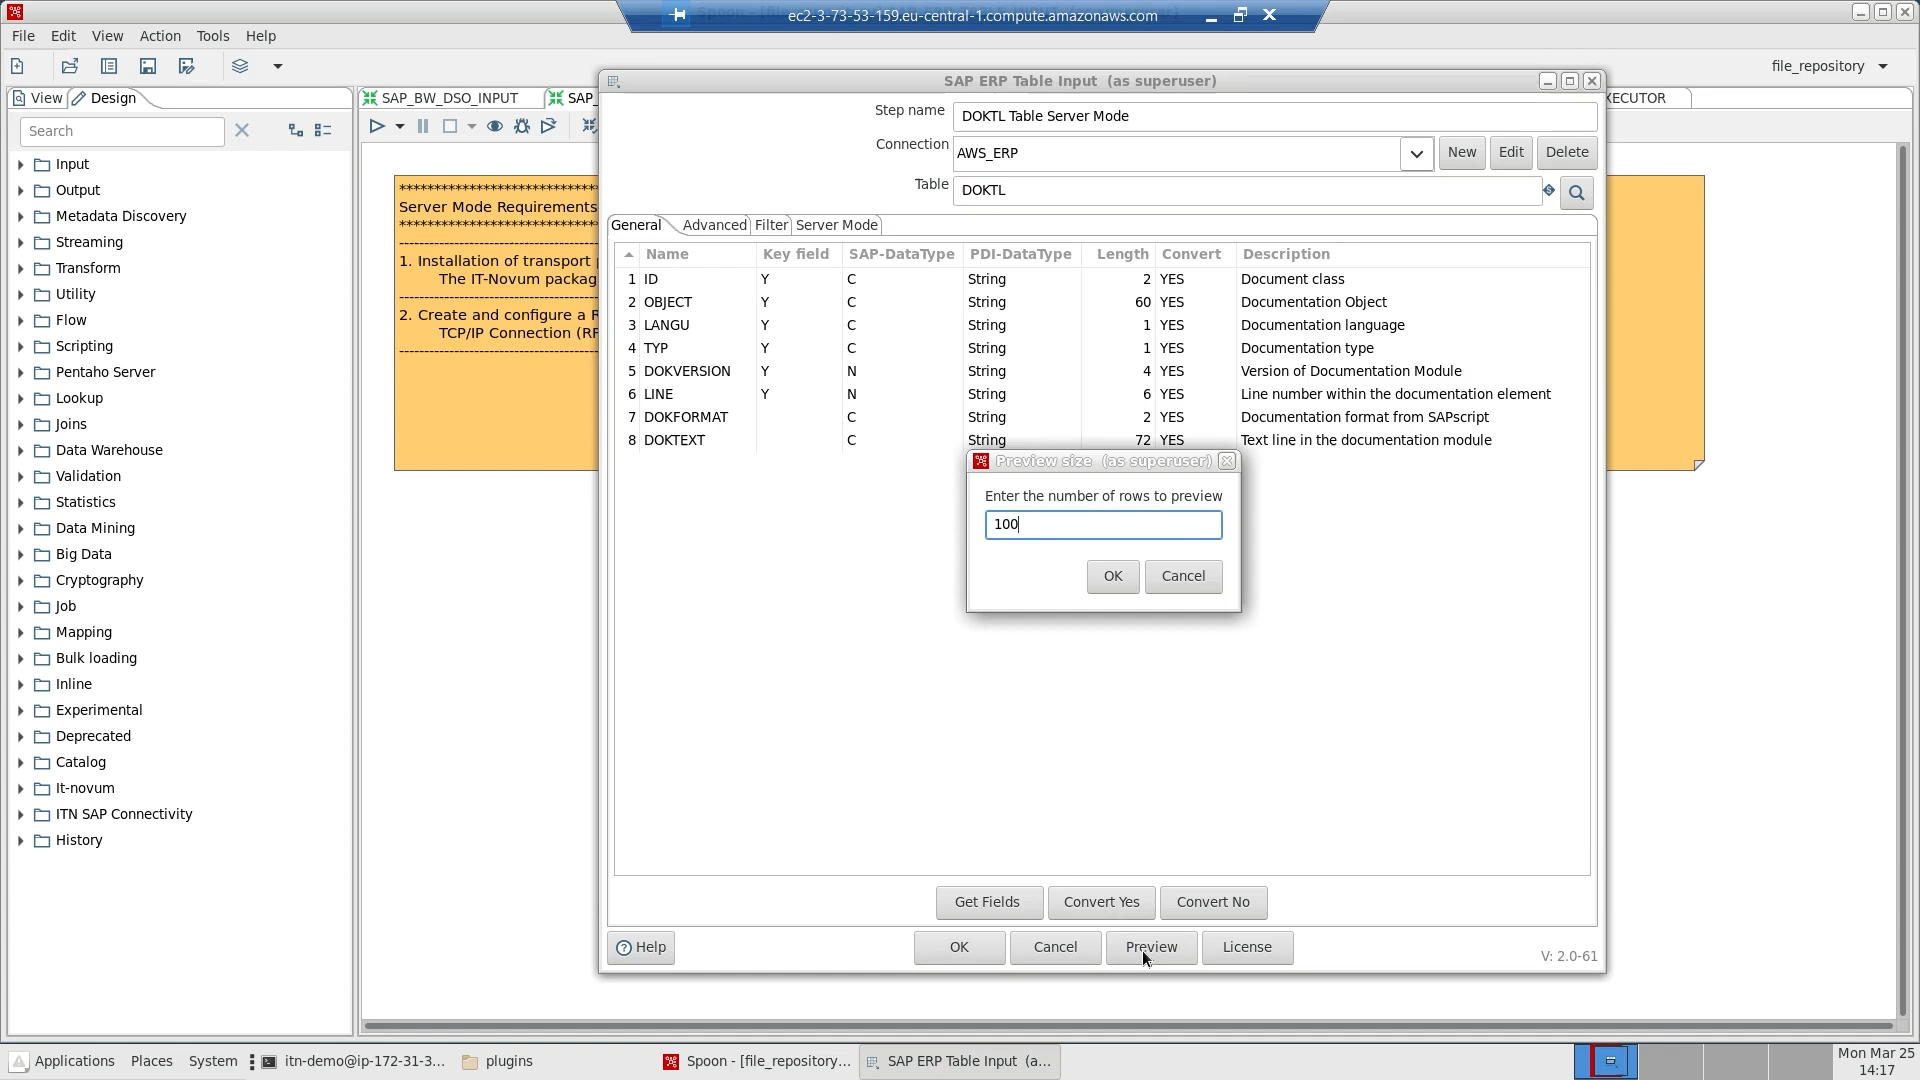 ec2-3-73-53-159.eu-central-1.compute.amazonaws.com
File Edit View Action Tools Help
file_repository
View Design
SAP_BW_DSO_INPUT SAP_
XECUTOR
Search
Input
Output
Metadata Discovery
Streaming
Transform
Utility
Flow
Scripting
Pentaho Server
Lookup
Joins
Data Warehouse
Validation
Statistics
Data Mining
Big Data
Cryptography
Job
Mapping
Bulk loading
Inline
Experimental
Deprecated
Catalog
It-novum
ITN SAP Connectivity
History
Server Mode Requirements
1. Installation of transport
The IT-Novum packag
2. Create and configure a R
TCP/IP Connection (RF
SAP ERP Table Input (as superuser)
Step name DOKTL Table Server Mode
Connection AWS_ERP New Edit Delete
Table DOKTL
General Advanced Filter Server Mode
Name Key field SAP-DataType PDI-DataType Length Convert Description
1 ID Y C String 2 YES Document class
2 OBJECT Y C String 60 YES Documentation Object
3 LANGU Y C String 1 YES Documentation language
4 TYP Y C String 1 YES Documentation type
5 DOKVERSION Y N String 4 YES Version of Documentation Module
6 LINE Y N String 6 YES Line number within the documentation element
7 DOKFORMAT C String 2 YES Documentation format from SAPscript
8 DOKTEXT C String 72 YES Text line in the documentation module
Preview size (as superuser)
Enter the number of rows to preview
100
OK Cancel
Get Fields Convert Yes Convert No
Help OK Cancel Preview License
V: 2.0-61
Applications Places System itn-demo@ip-172-31-3... plugins Spoon - [file_repository... SAP ERP Table Input (a...
Mon Mar 25
14:17